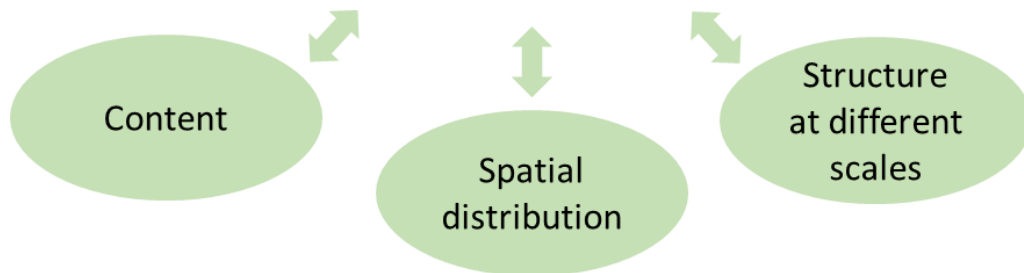 Content
Spatial
distribution
Structure
at different
scales